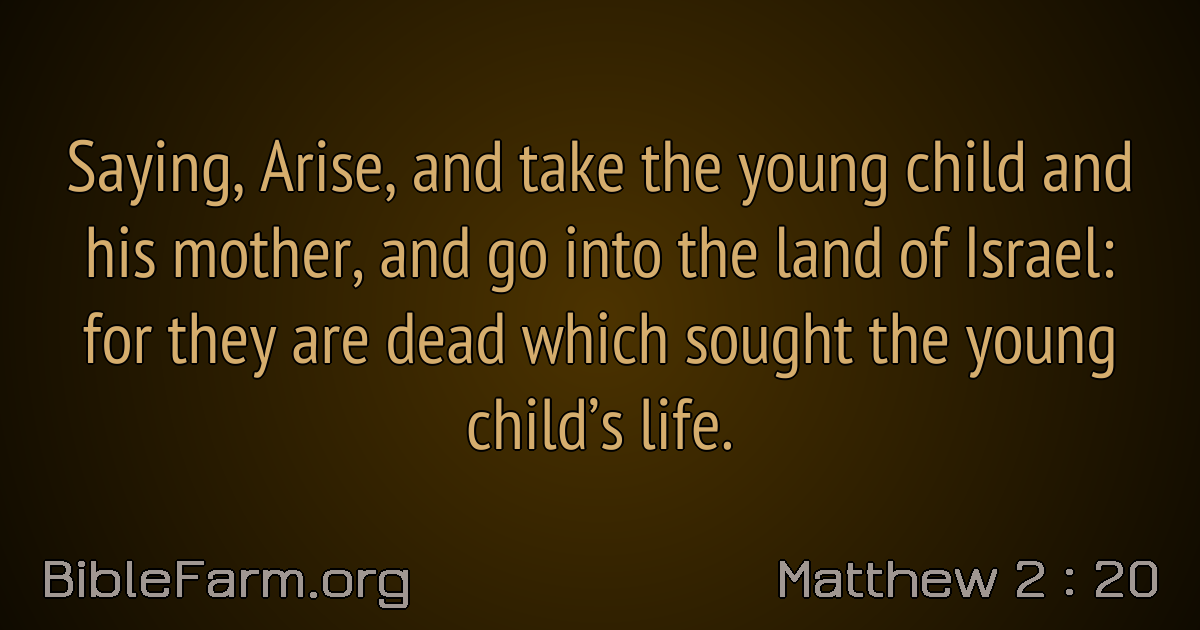 Saying, Arise, and take the young child and
his mother, and go into the land of Israel:
for they are dead which sought the young
child’s life.
BibleFarm.org
Matthew 2 : 20